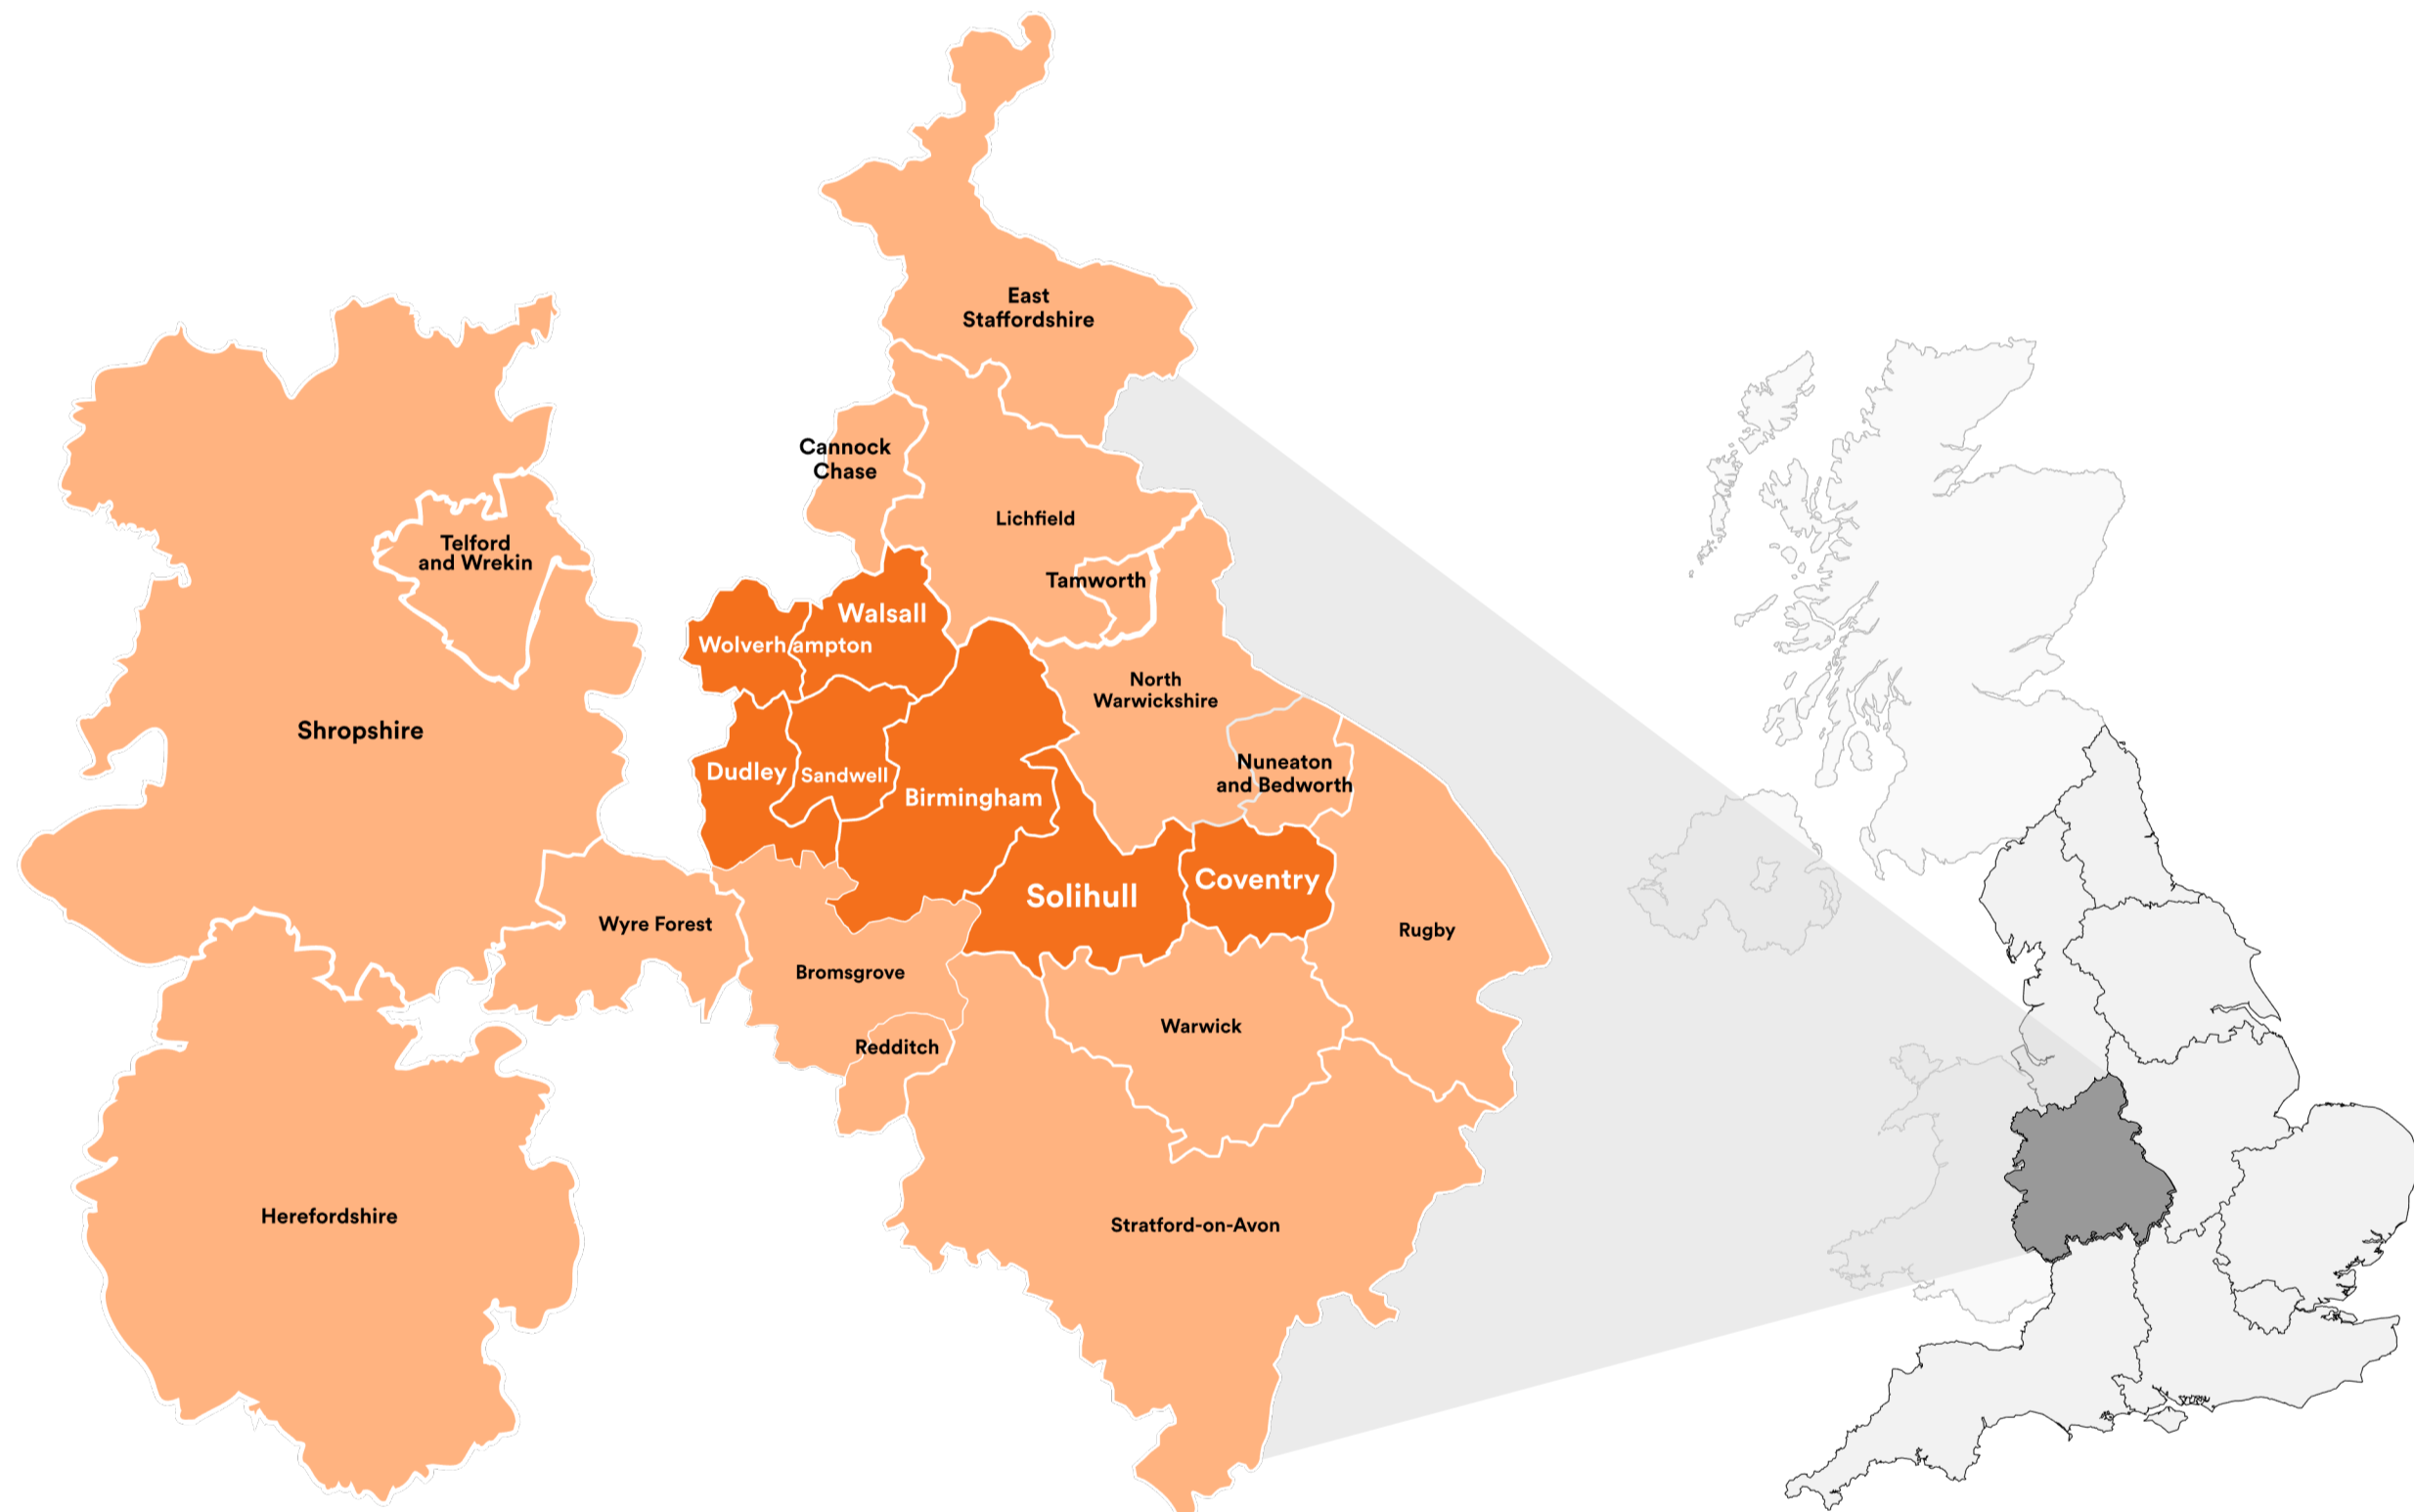 East
Staffordshire
Cannock
Chase
Lichfield
Telford
and Wrekin
Tamworth
Walsall
Wolverhampton
North
Warwickshire
Shropshire
Nuneaton
and Bedworth
Dudley
Sandwell
Birmingham
Coventry
Solihull
Wyre Forest
Rugby
Bromsgrove
Warwick
Redditch
Herefordshire
Stratford-on-Avon